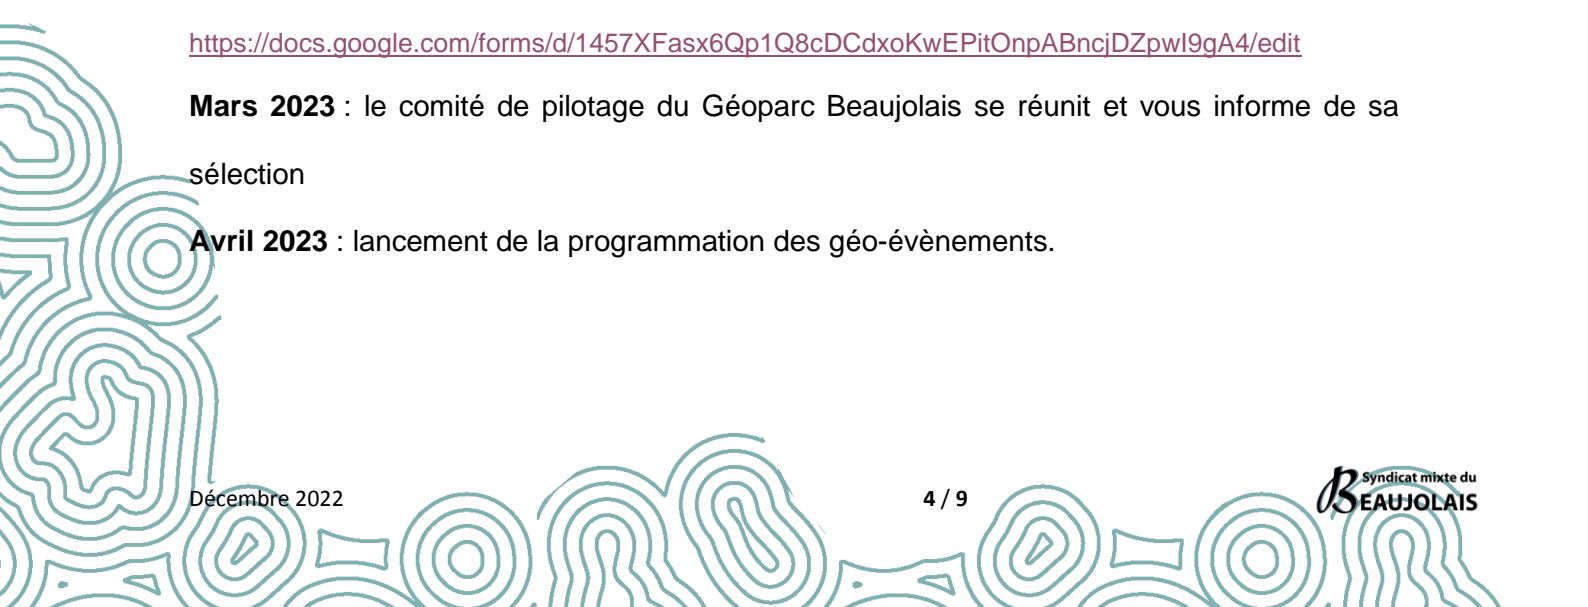 https://docs.google.com/forms/d/1457XFasx6Qp1Q8cDCdxoKwEPitOnpABncjDZpwI9gA4/edit
Mars 2023 : le comité de pilotage du Géoparc Beaujolais se réunit et vous informe de sa
sélection
Avril 2023 : lancement de la programmation des géo-évènements.
Décembre 2022
4 / 9
Syndicat mixte du
BEAUJOLAIS